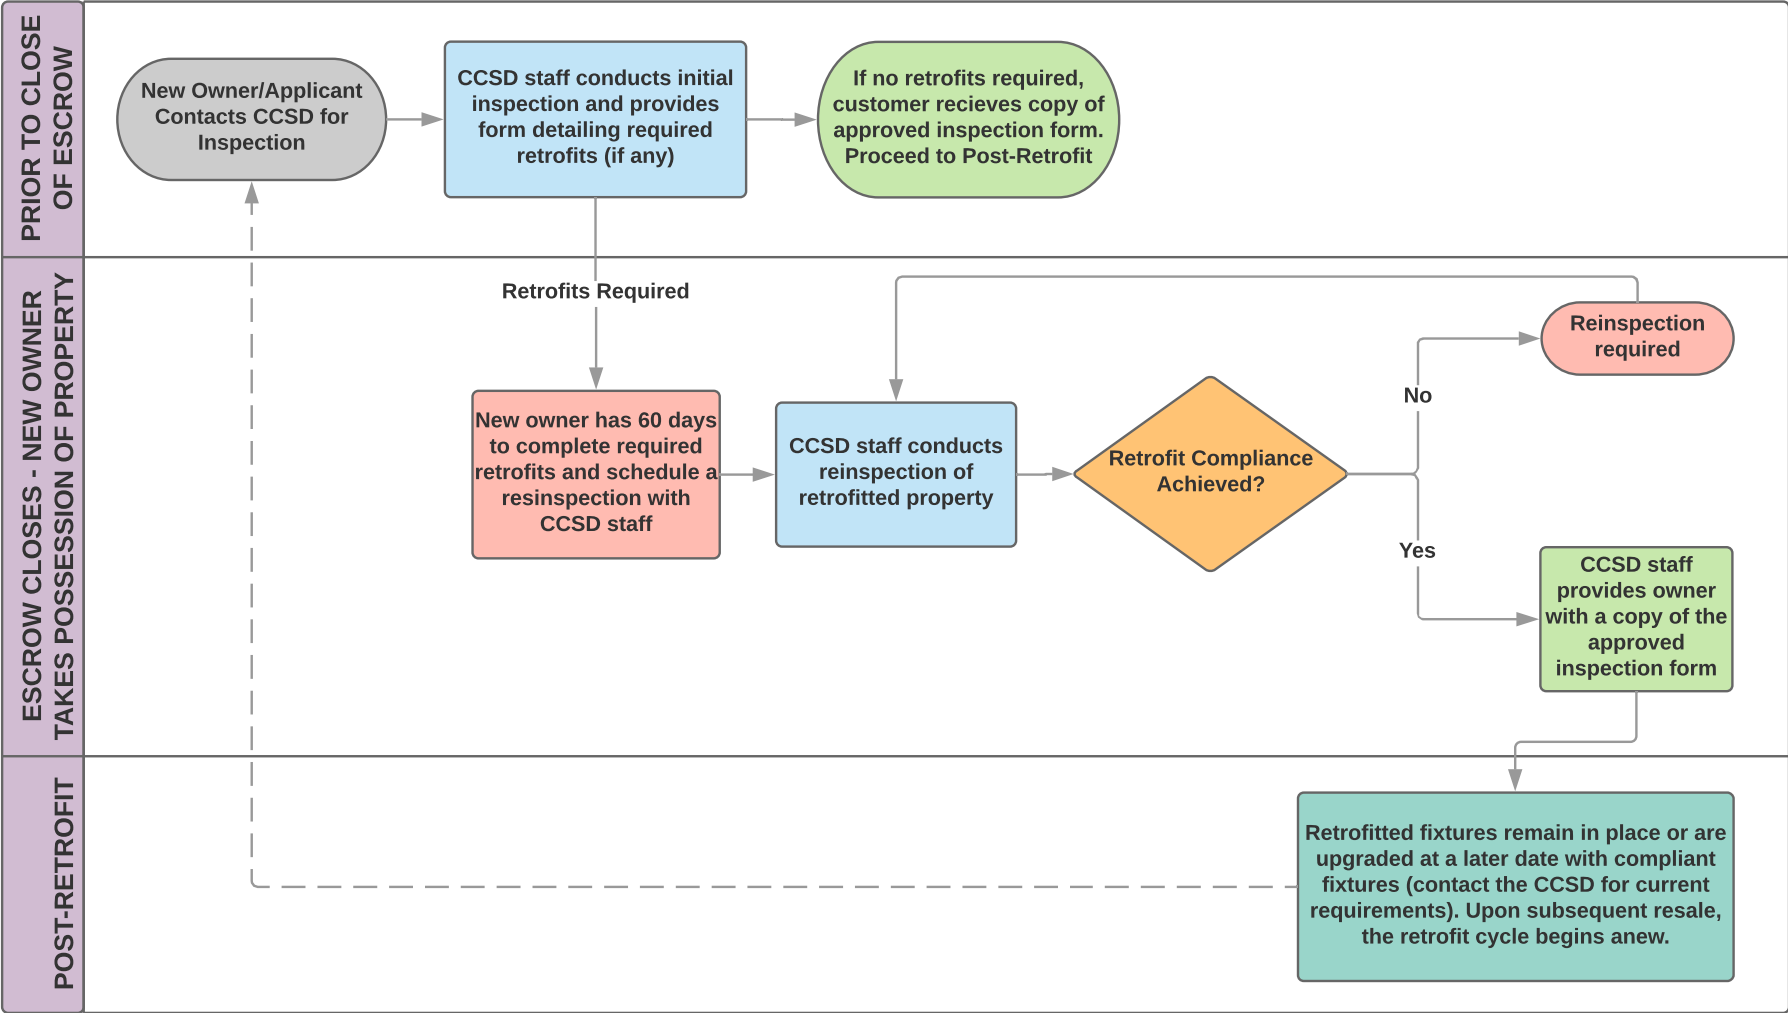 PRIOR TO CLOSE
OF ESCROW
New Owner/Applicant
Contacts CCSD for
Inspection
CCSD staff conducts initial
inspection and provides
form detailing required
retrofits (if any)
If no retrofits required,
customer recieves copy of
approved inspection form.
Proceed to Post-Retrofit
ESCROW CLOSES - NEW OWNER
TAKES POSSESSION OF PROPERTY
Retrofits Required
New owner has 60 days
to complete required
retrofits and schedule a
resinspection with
CCSD staff
CCSD staff conducts
reinspection of
retrofitted property
Retrofit Compliance
Achieved?
No
Reinspection
required
Yes
CCSD staff
provides owner
with a copy of the
approved
inspection form
POST-RETROFIT
Retrofitted fixtures remain in place or are
upgraded at a later date with compliant
fixtures (contact the CCSD for current
requirements). Upon subsequent resale,
the retrofit cycle begins anew.